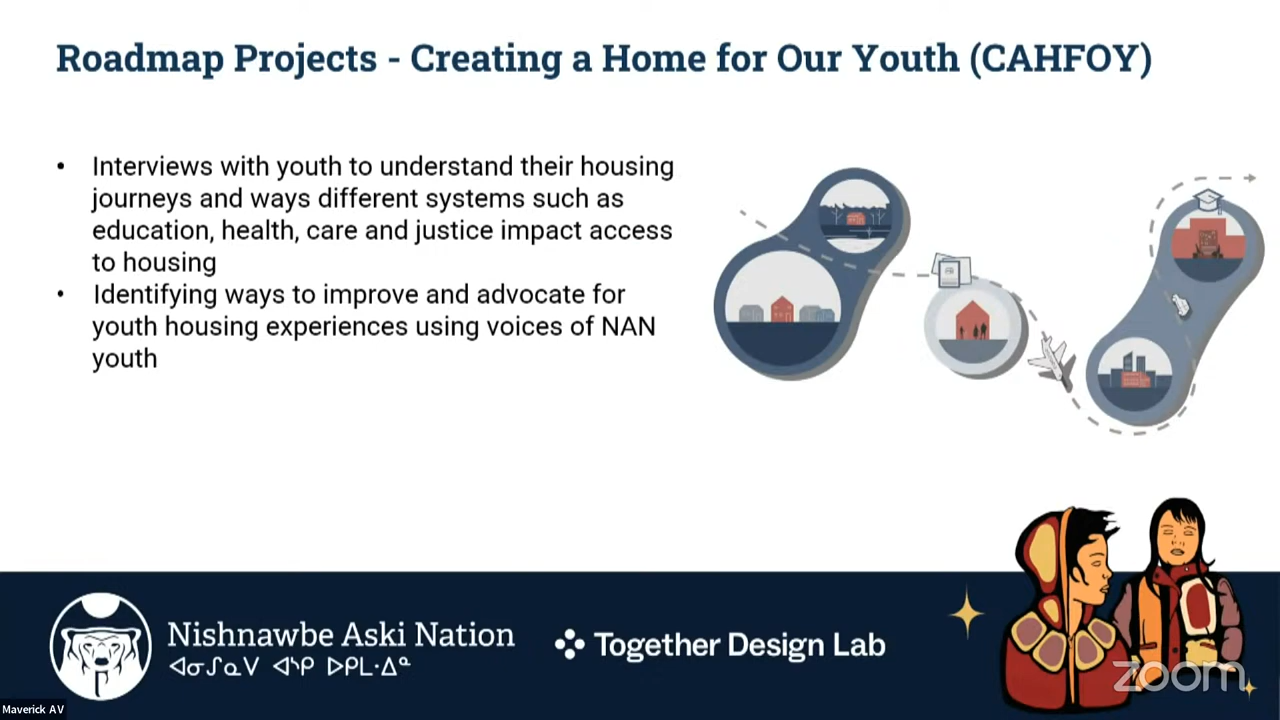 Roadmap Projects - Creating a Home for Our Youth (CAHFOY)
• Interviews with youth to understand their housing
journeys and ways different systems such as
education, health, care and justice impact access
to housing
• Identifying ways to improve and advocate for
youth housing experiences using voices of NAN
youth
Nishnawbe Aski Nation
ᐊᓂᔑᓇᐯ ᐊᔅᑭ ᐅᑭᒫᐎᓐ
Together Design Lab
zoom
Maverick AV